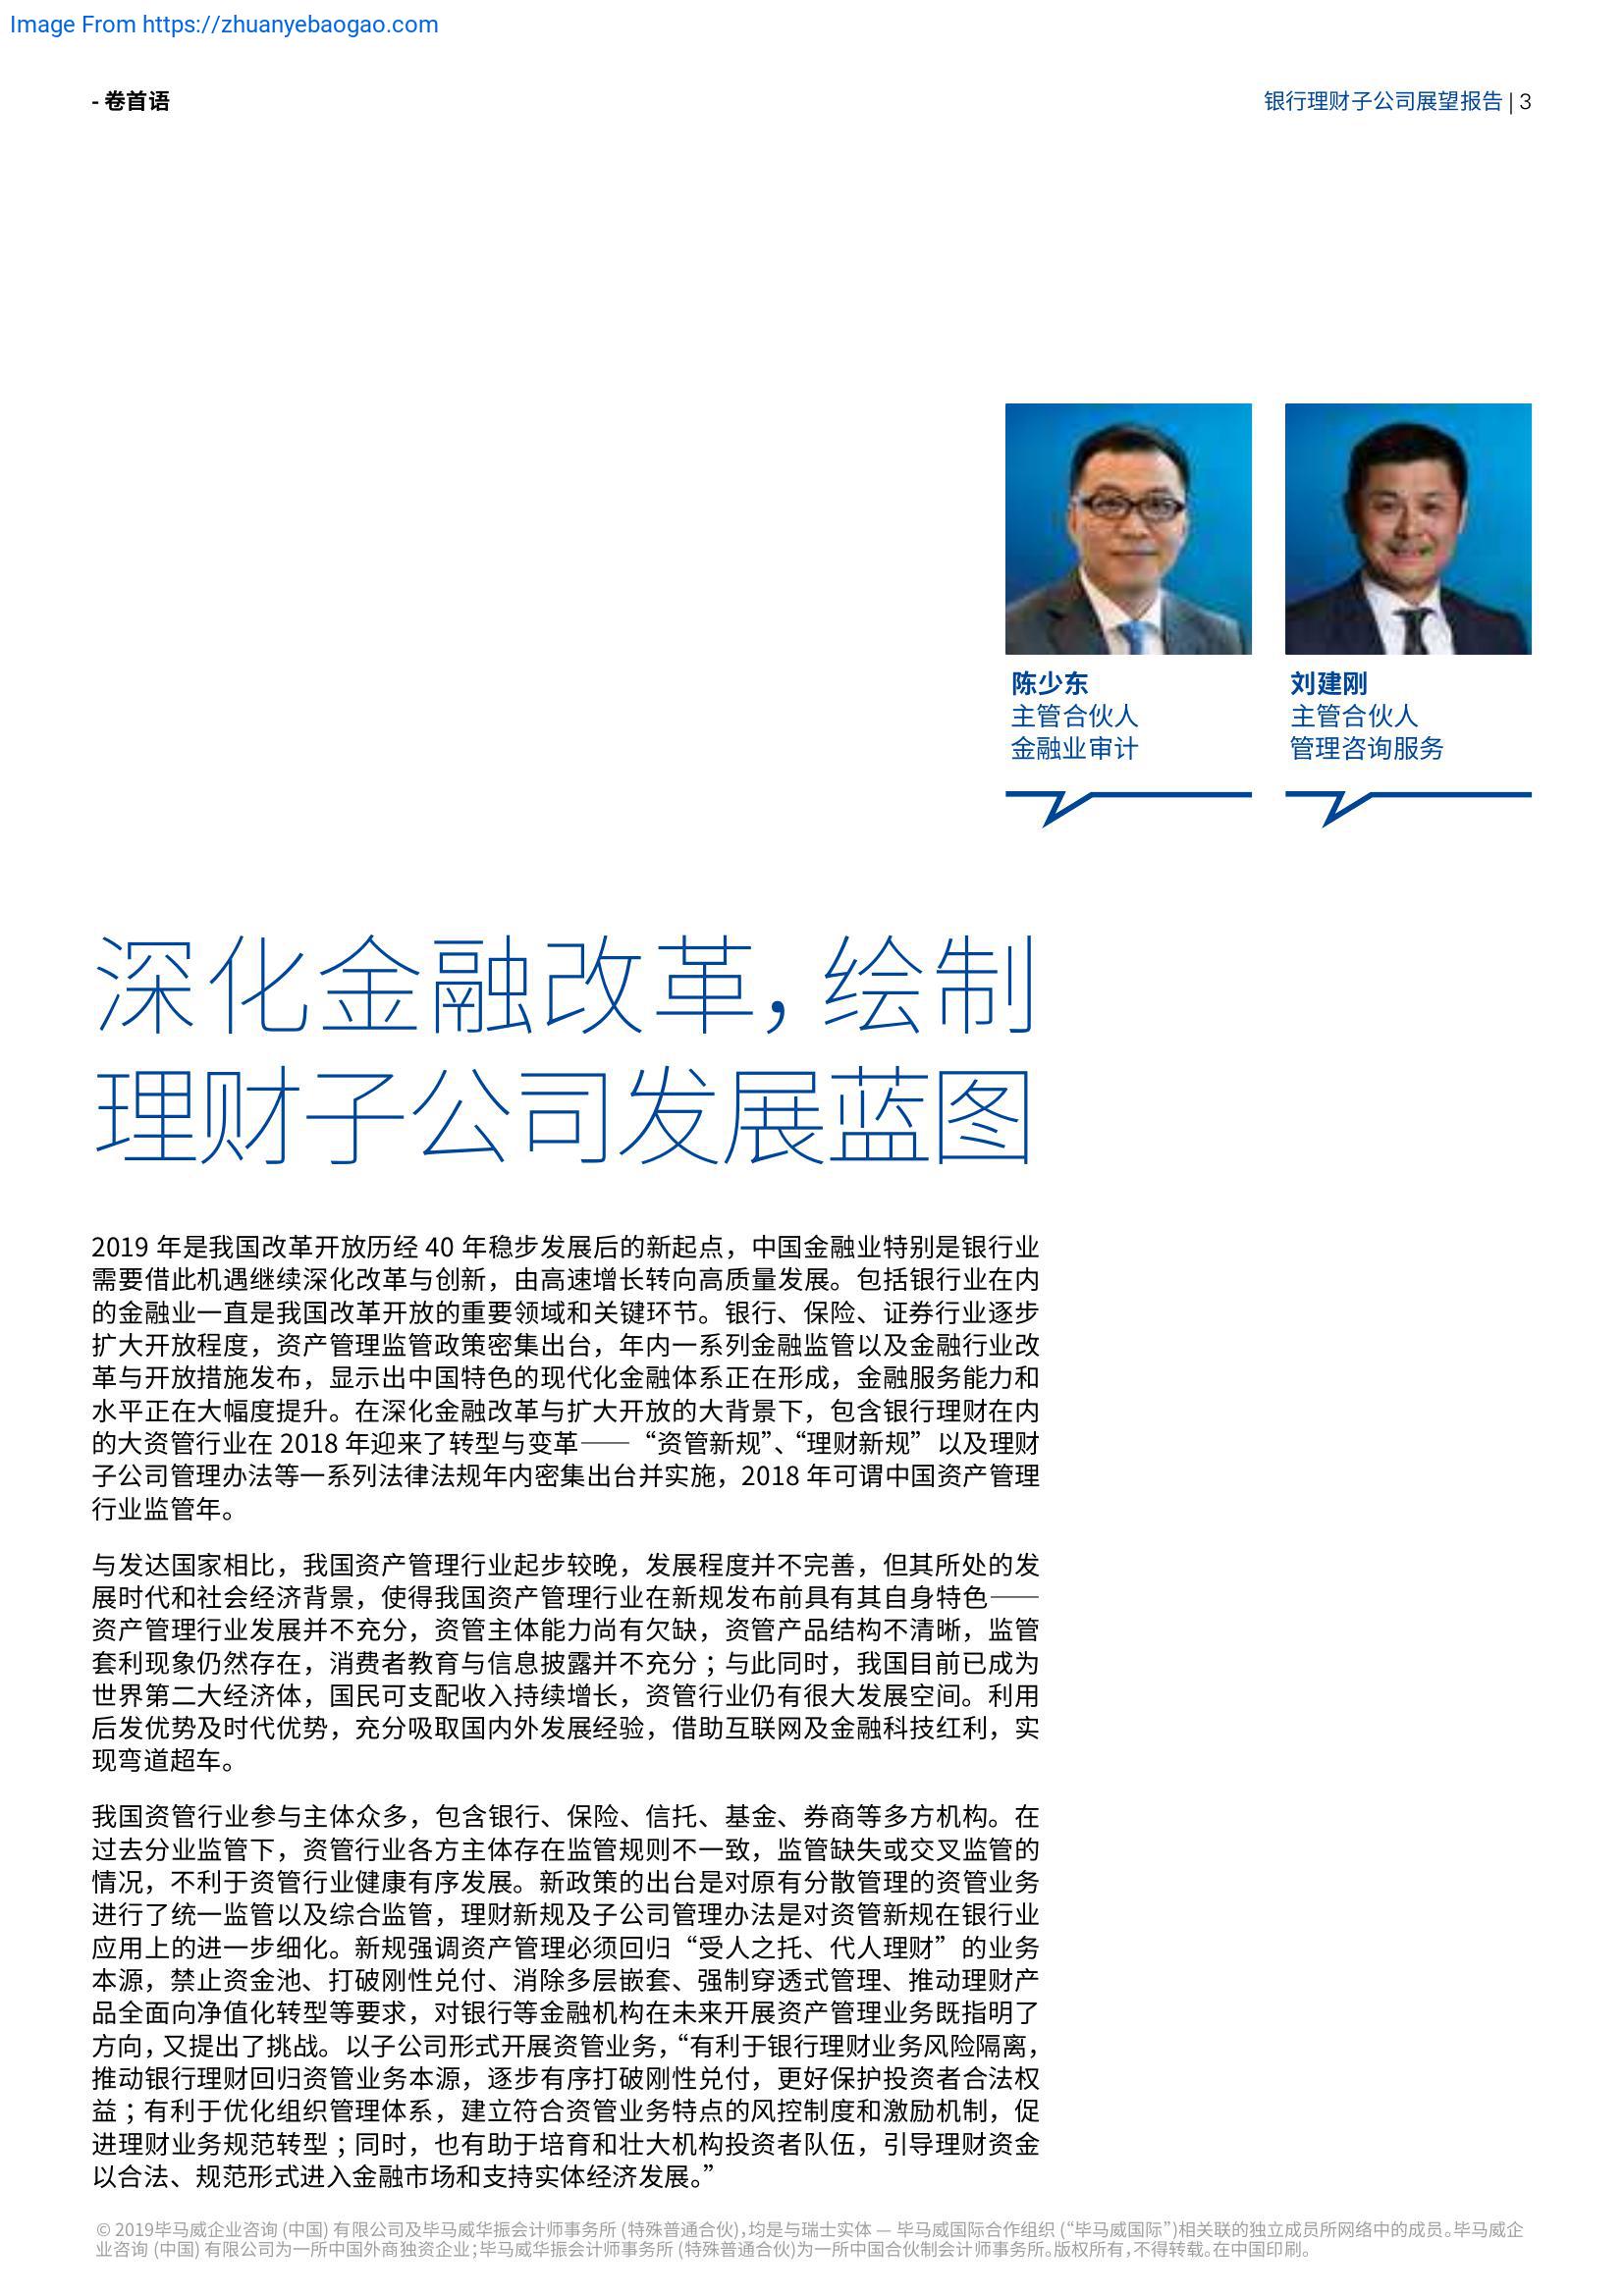 Image From https://zhuanyebaogao.com
- 卷首语
银行理财子公司展望报告 | 3
陈少东
主管合伙人
金融业审计
刘建刚
主管合伙人
管理咨询服务
深化金融改革，绘制
理财子公司发展蓝图
2019 年是我国改革开放历经 40 年稳步发展后的新起点，中国金融业特别是银行业
需要借此机遇继续深化改革与创新，由高速增长转向高质量发展。包括银行业在内
的金融业一直是我国改革开放的重要领域和关键环节。银行、保险、证券行业逐步
扩大开放程度，资产管理监管政策密集出台，年内一系列金融监管以及金融行业改
革与开放措施发布，显示出中国特色的现代化金融体系正在形成，金融服务能力和
水平正在大幅度提升。在深化金融改革与扩大开放的大背景下，包含银行理财在内
的大资管行业在 2018 年迎来了转型与变革——“资管新规”、“理财新规”以及理财
子公司管理办法等一系列法律法规年内密集出台并实施，2018 年可谓中国资产管理
行业监管年。
与发达国家相比，我国资产管理行业起步较晚，发展程度并不完善，但其所处的发
展时代和社会经济背景，使得我国资产管理行业在新规发布前具有其自身特色——
资产管理行业发展并不充分，资管主体能力尚有欠缺，资管产品结构不清晰，监管
套利现象仍然存在，消费者教育与信息披露并不充分；与此同时，我国目前已成为
世界第二大经济体，国民可支配收入持续增长，资管行业仍有很大发展空间。利用
后发优势及时代优势，充分吸取国内外发展经验，借助互联网及金融科技红利，实
现弯道超车。
我国资管行业参与主体众多，包含银行、保险、信托、基金、券商等多方机构。在
过去分业监管下，资管行业各方主体存在监管规则不一致，监管缺失或交叉监管的
情况，不利于资管行业健康有序发展。新政策的出台是对原有分散管理的资管业务
进行了统一监管以及综合监管，理财新规及子公司管理办法是对资管新规在银行业
应用上的进一步细化。新规强调资产管理必须回归“受人之托、代人理财”的业务
本源，禁止资金池、打破刚性兑付、消除多层嵌套、强制穿透式管理、推动理财产
品全面向净值化转型等要求，对银行等金融机构在未来开展资产管理业务既指明了
方向，又提出了挑战。以子公司形式开展资管业务，“有利于银行理财业务风险隔离，
推动银行理财回归资管业务本源，逐步有序打破刚性兑付，更好保护投资者合法权
益；有利于优化组织管理体系，建立符合资管业务特点的风控制度和激励机制，促
进理财业务规范转型；同时，也有助于培育和壮大机构投资者队伍，引导理财资金
以合法、规范形式进入金融市场和支持实体经济发展。”
© 2019毕马威企业咨询 (中国) 有限公司及毕马威华振会计师事务所 (特殊普通合伙)，均是与瑞士实体 — 毕马威国际合作组织 (“毕马威国际”)相关联的独立成员所网络中的成员。毕马威企
业咨询 (中国) 有限公司为一所中国外商独资企业；毕马威华振会计师事务所 (特殊普通合伙)为一所中国合伙制会计师事务所。版权所有，不得转载。在中国印刷。